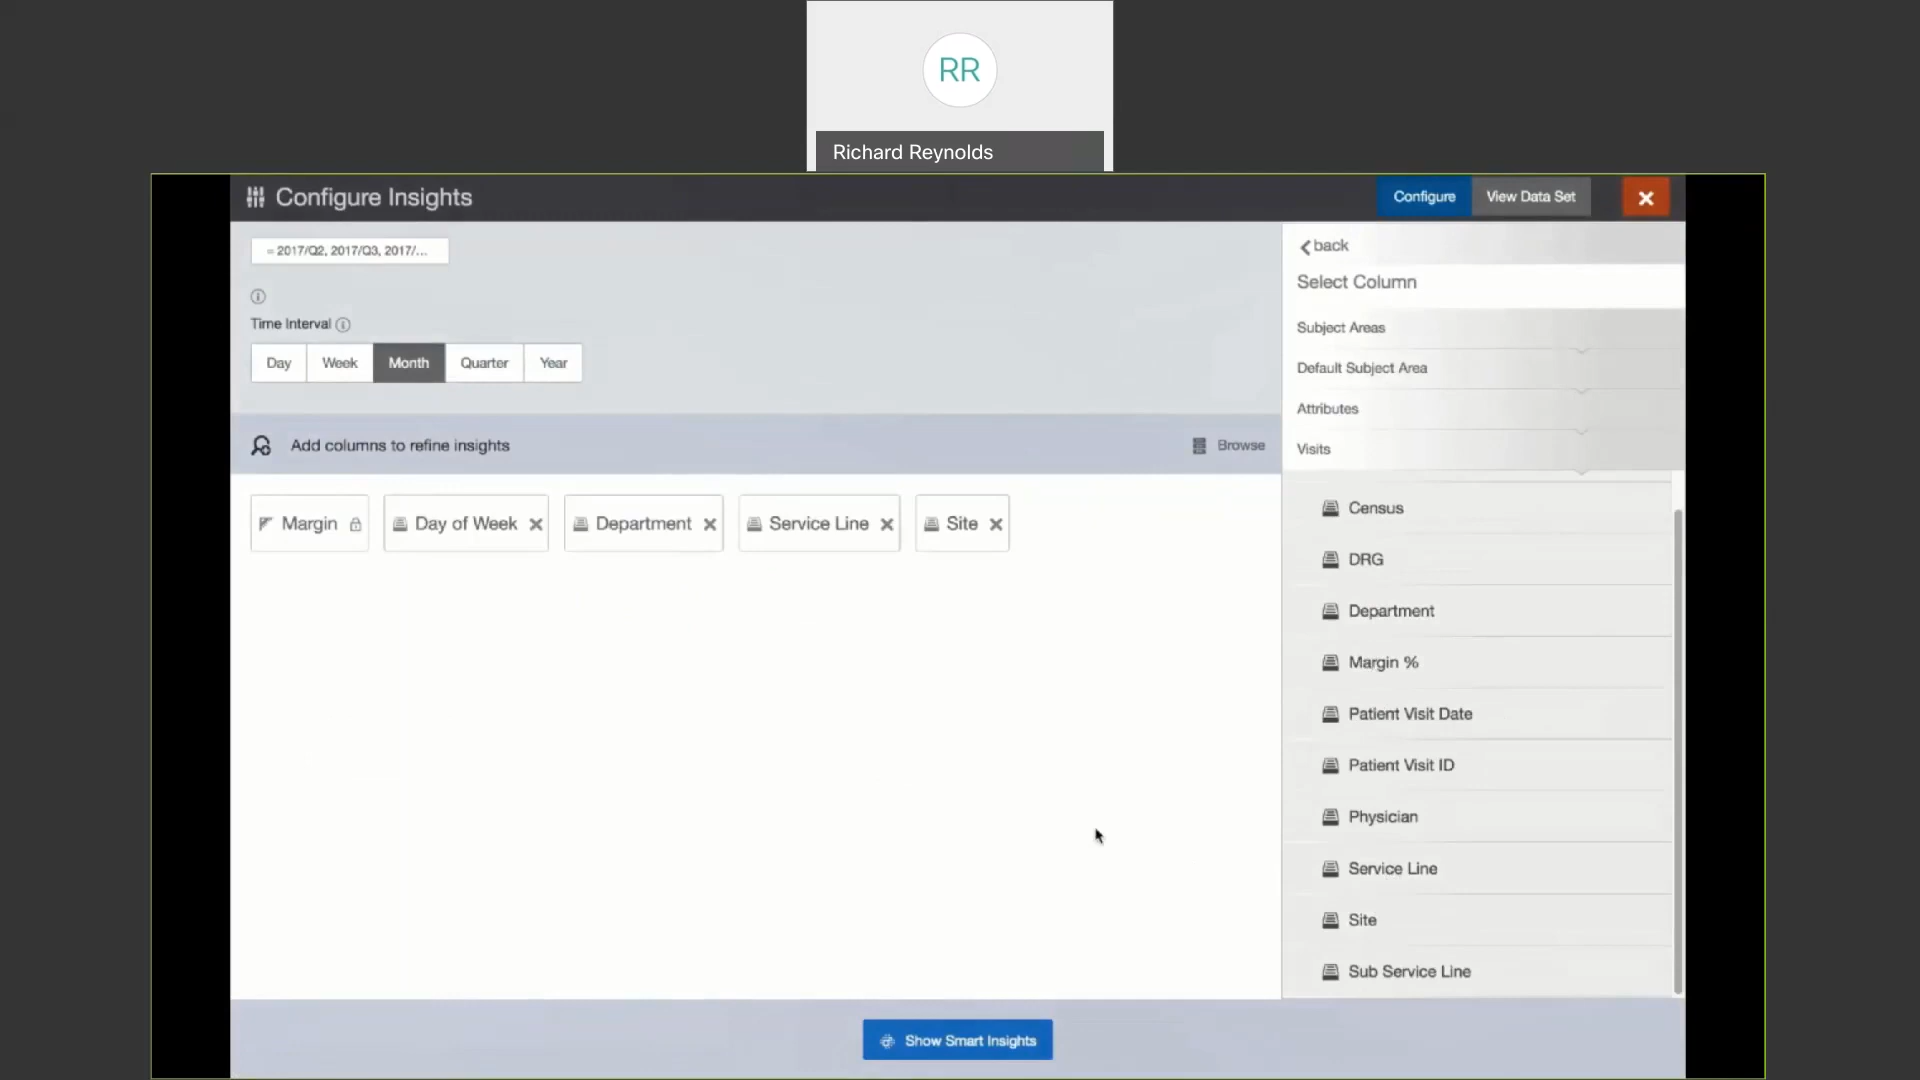 RR
Richard Reynolds
Configure Insights
Configure
View Data Set
= 2017/Q2, 2017/Q3, 2017/...
Time Interval
Day
Week
Month
Quarter
Year
Add columns to refine insights
Browse
Margin
Day of Week
Department
Service Line
Site
back
Select Column
Subject Areas
Default Subject Area
Attributes
Visits
Census
DRG
Department
Margin %
Patient Visit Date
Patient Visit ID
Physician
Service Line
Site
Sub Service Line
Show Smart Insights